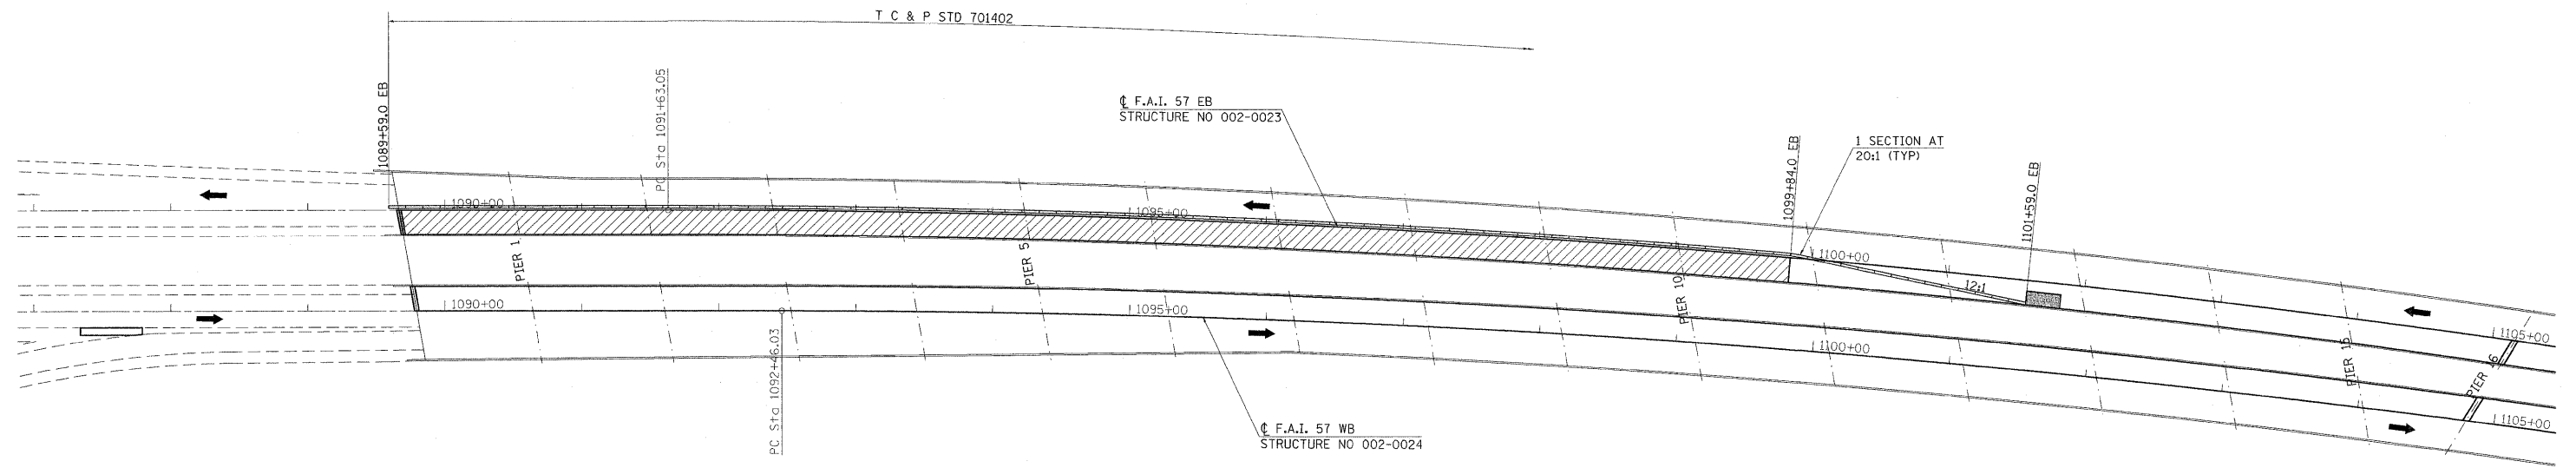 T C & P STD 701402
1089+59.0 EB
PC Sta 1091+63.05
℄ F.A.I. 57 EB
STRUCTURE NO 002-0023
1099+84.0 EB
1 SECTION AT
20:1 (TYP)
1101+59.0 EB
1090+00
1095+00
1100+00
12:1
1105+00
PIER 1
PIER 5
PIER 10
PIER 15
PIER 16
1090+00
1095+00
1100+00
1105+00
PC Sta 1092+46.03
℄ F.A.I. 57 WB
STRUCTURE NO 002-0024